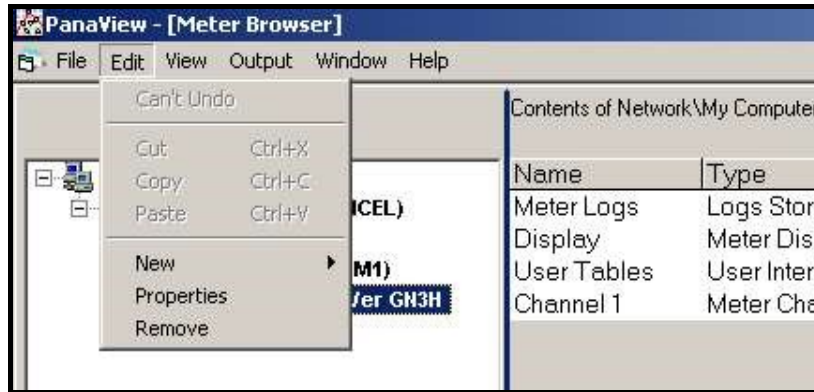 PanaView - [Meter Browser]
File Edit View Output Window Help
Can't Undo
Cut Ctrl+X
Copy Ctrl+C
Paste Ctrl+V
New
Properties
Remove
ICEL)
M1)
Ver GN3H
Contents of Network\My Computer
Name Type
Meter Logs Logs Stor
Display Meter Dis
User Tables User Inter
Channel 1 Meter Cha